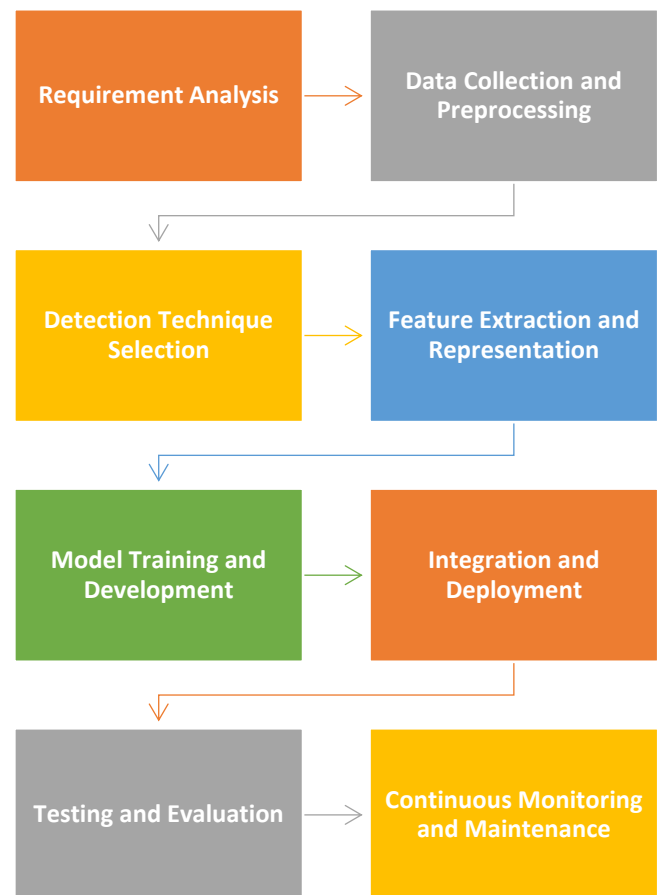 Requirement Analysis
Data Collection and
Preprocessing
Detection Technique
Selection
Feature Extraction and
Representation
Model Training and
Development
Integration and
Deployment
Testing and Evaluation
Continuous Monitoring
and Maintenance